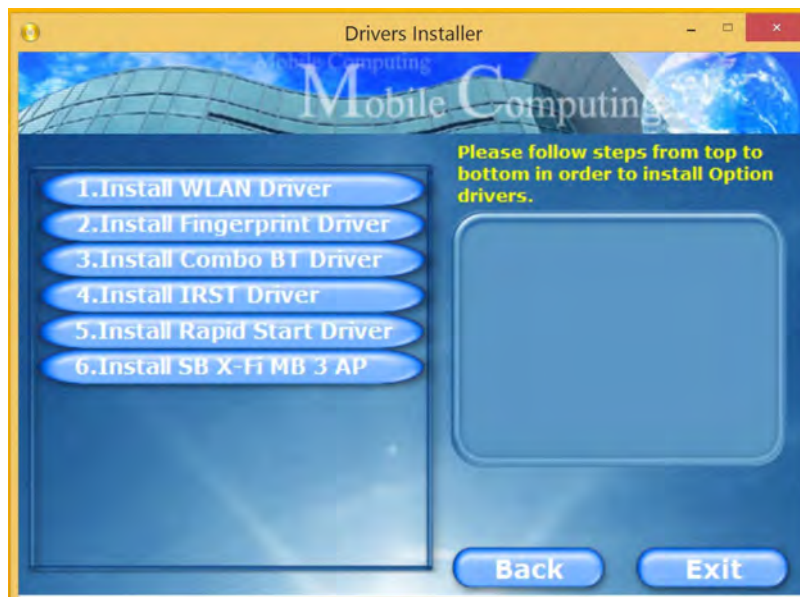 Drivers Installer
Mobile Computing
Mobile Computing
Please follow steps from top to
bottom in order to install Option
drivers.
1.Install WLAN Driver
2.Install Fingerprint Driver
3.Install Combo BT Driver
4.Install IRST Driver
5.Install Rapid Start Driver
6.Install SB X-Fi MB 3 AP
Back
Exit